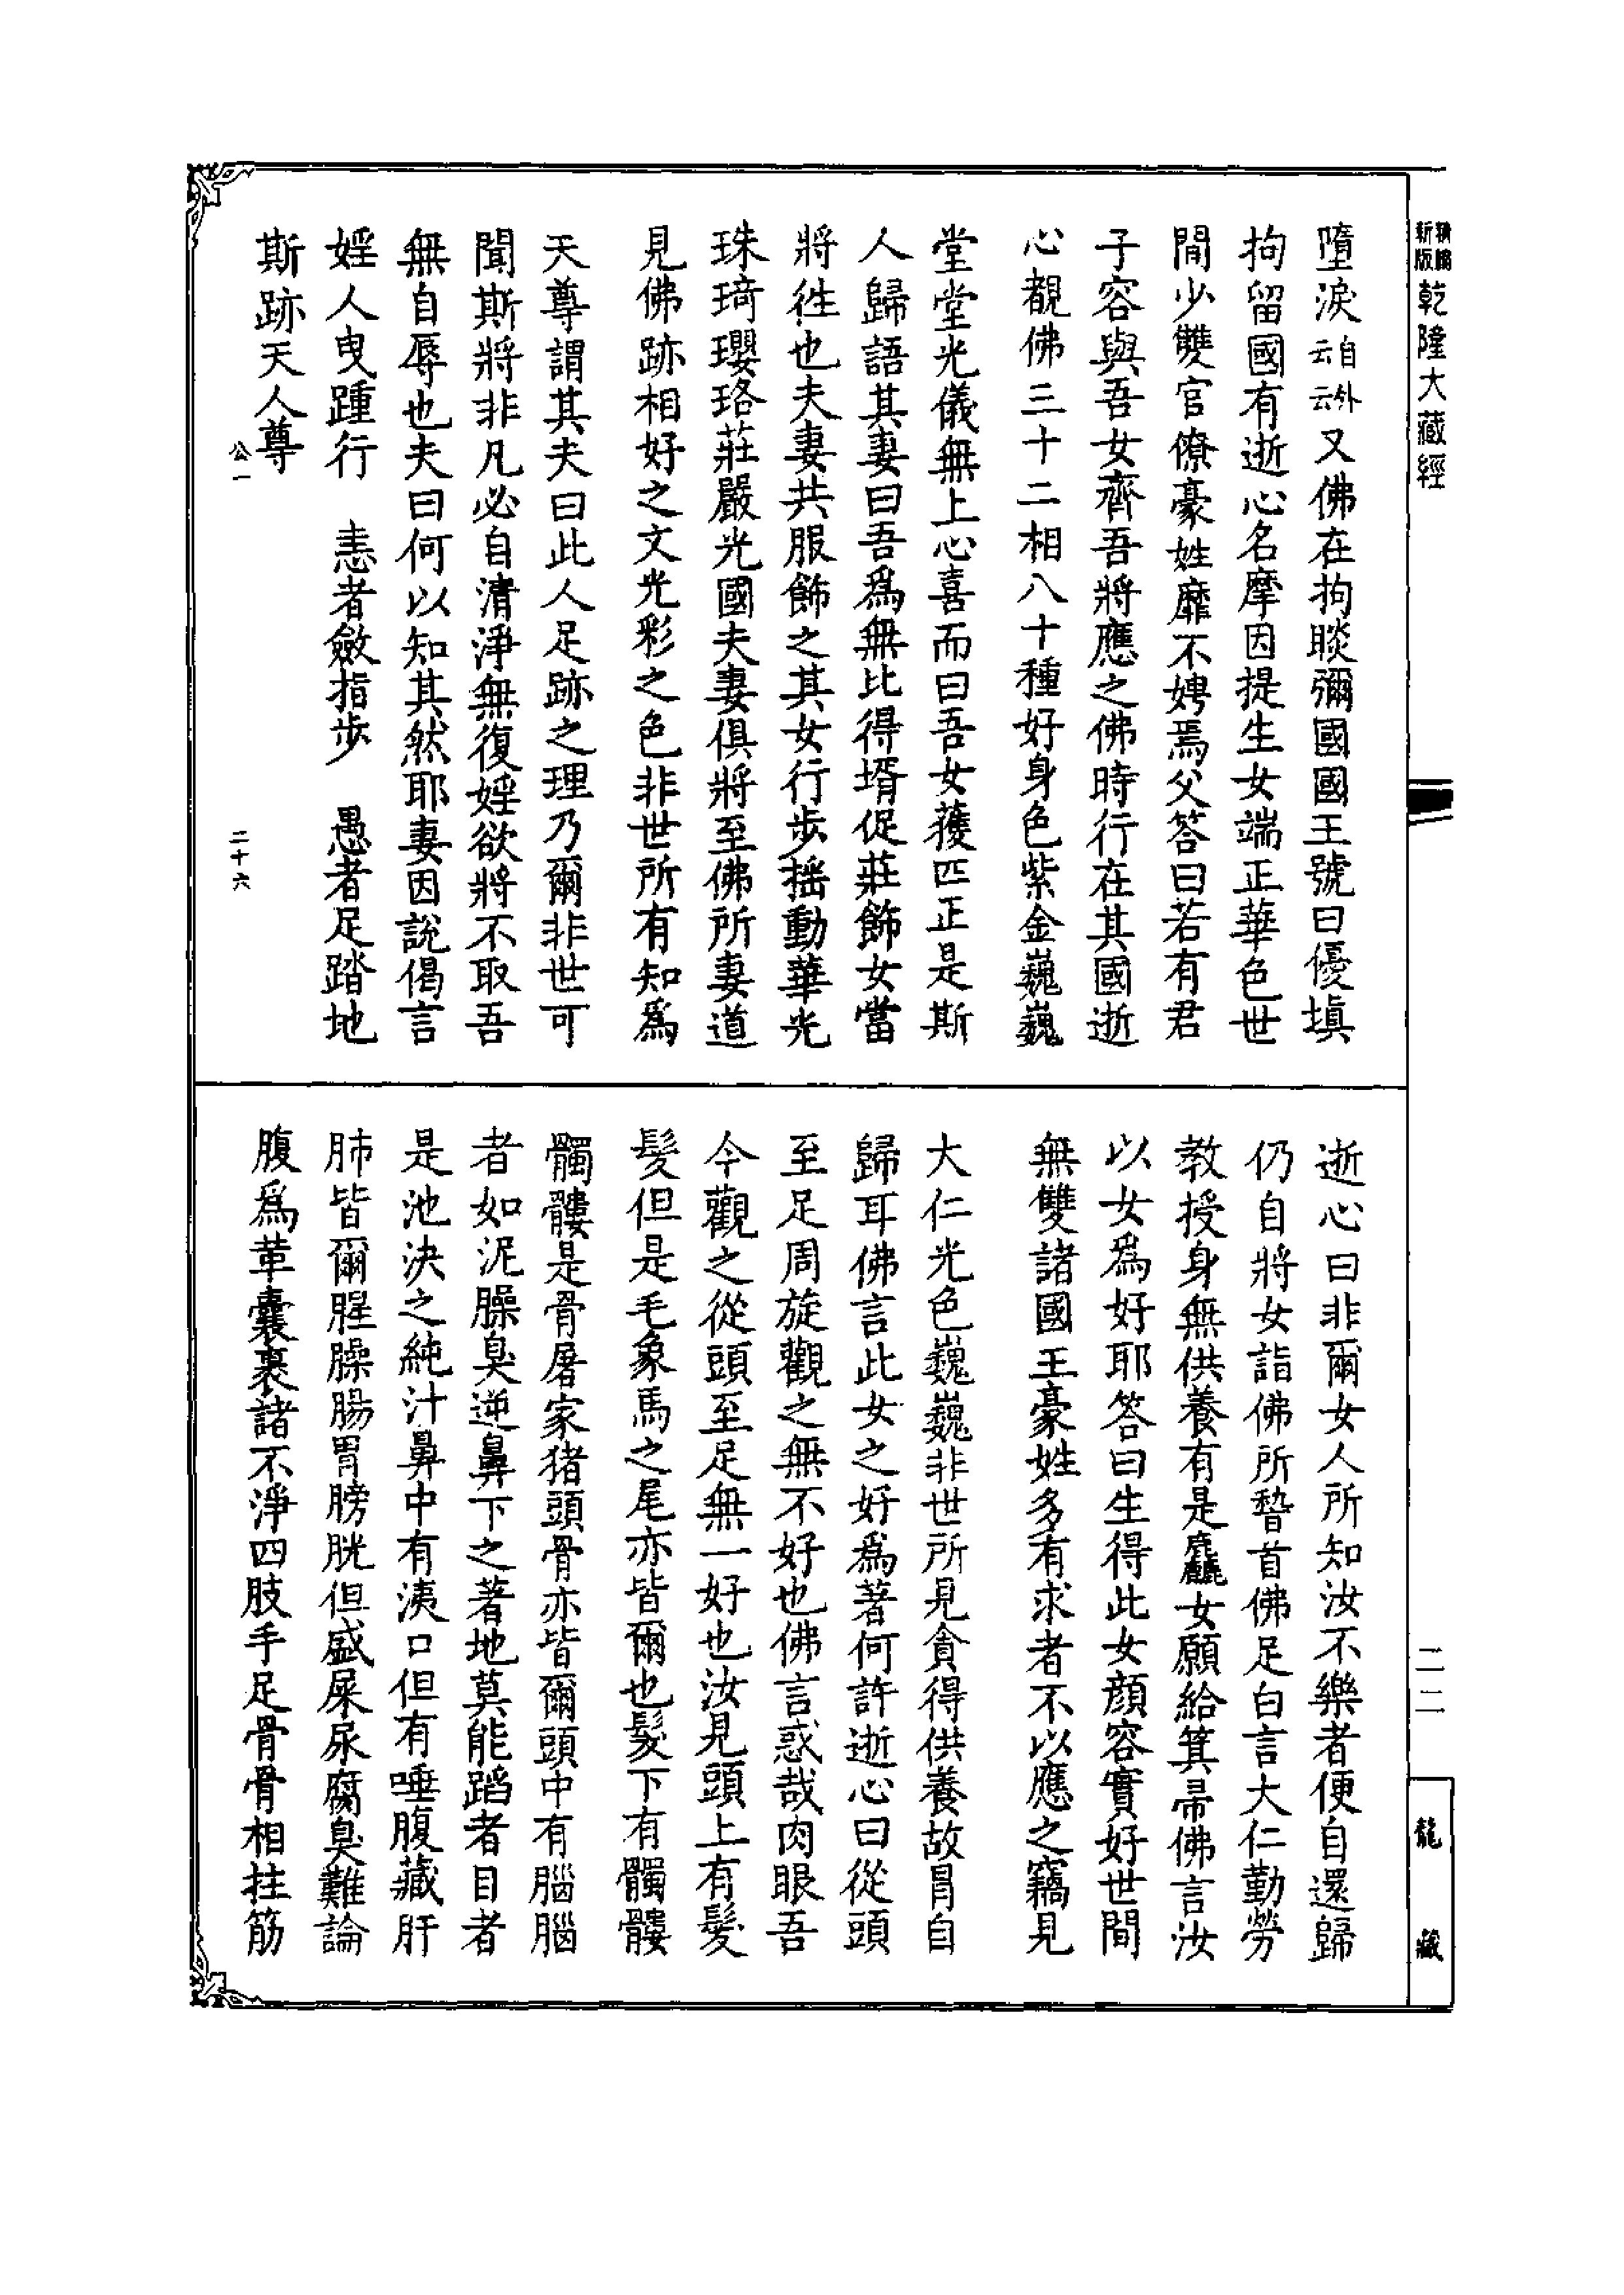 新版
乾隆大藏經
墮淚自外云云又佛在拘睒彌國國王號曰優填
拘留國有逝心名摩因提生女端正華色世
間少雙官僚豪姓靡不娉焉父答曰若有君
子容與吾女齊吾將應之佛時行在其國逝
心覩佛三十二相八十種好身色紫金巍巍
堂堂光儀無上心喜而曰吾女獲匹正是斯
人歸語其妻曰吾為無比得壻促莊飾女當
將往也夫妻共服飾之其女行步搖動華光
珠琦瓔珞莊嚴光國夫妻俱將至佛所妻道
見佛跡相好之文光彩之色非世所有知為
天尊謂其夫曰此人足跡之理乃爾非世可
聞斯將非凡必自清淨無復婬欲將不取吾
無自辱也夫曰何以知其然耶妻因說偈言
婬人曳踵行　恚者斂指步　愚者足踏地
斯跡天人尊
公一
二十六
逝心曰非爾女人所知汝不樂者便自還歸
仍自將女詣佛所稽首佛足白言大仁勤勞
教授身無供養有是麤女願給箕帚佛言汝
以女為好耶答曰生得此女顏容實好世間
無雙諸國王豪姓多有求者不以應之竊見
大仁光色巍巍非世所見貪得供養故冒自
歸耳佛言此女之好為著何許逝心曰從頭
至足周旋觀之無不好也佛言惑哉肉眼吾
今觀之從頭至足無一好也汝見頭上有髮
髮但是毛象馬之尾亦皆爾也髮下有髑髏
髑髏是骨屠家猪頭骨亦皆爾頭中有腦腦
者如泥臊臭逆鼻下之著地莫能蹈者目者
是池決之純汁鼻中有洟口但有唾腹藏肝
肺皆爾腥臊腸胃膀胱但盛屎尿腐臭難論
腹為革囊裹諸不淨四肢手足骨骨相拄筋
二二
龍藏